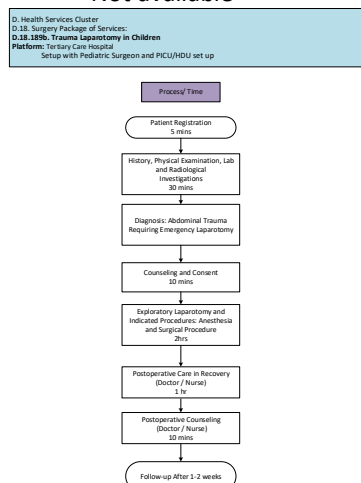 Not available
D. Health Services Cluster
D.18. Surgery Package of Services:
D.18.189b. Trauma Laparotomy in Children
Platform: Tertiary Care Hospital
Setup with Pediatric Surgeon and PICU/HDU set up
Process/ Time
Patient Registration
5 mins
History, Physical Examination, Lab
and Radiological
Investigations
30 mins
Diagnosis: Abdominal Trauma
Requiring Emergency Laparotomy
Counseling and Consent
10 mins
Exploratory Laparotomy and
Indicated Procedures: Anesthesia
and Surgical Procedure
2hrs
Postoperative Care in Recovery
(Doctor / Nurse)
1 hr
Postoperative Counseling
(Doctor / Nurse)
10 mins
Follow-up After 1-2 weeks